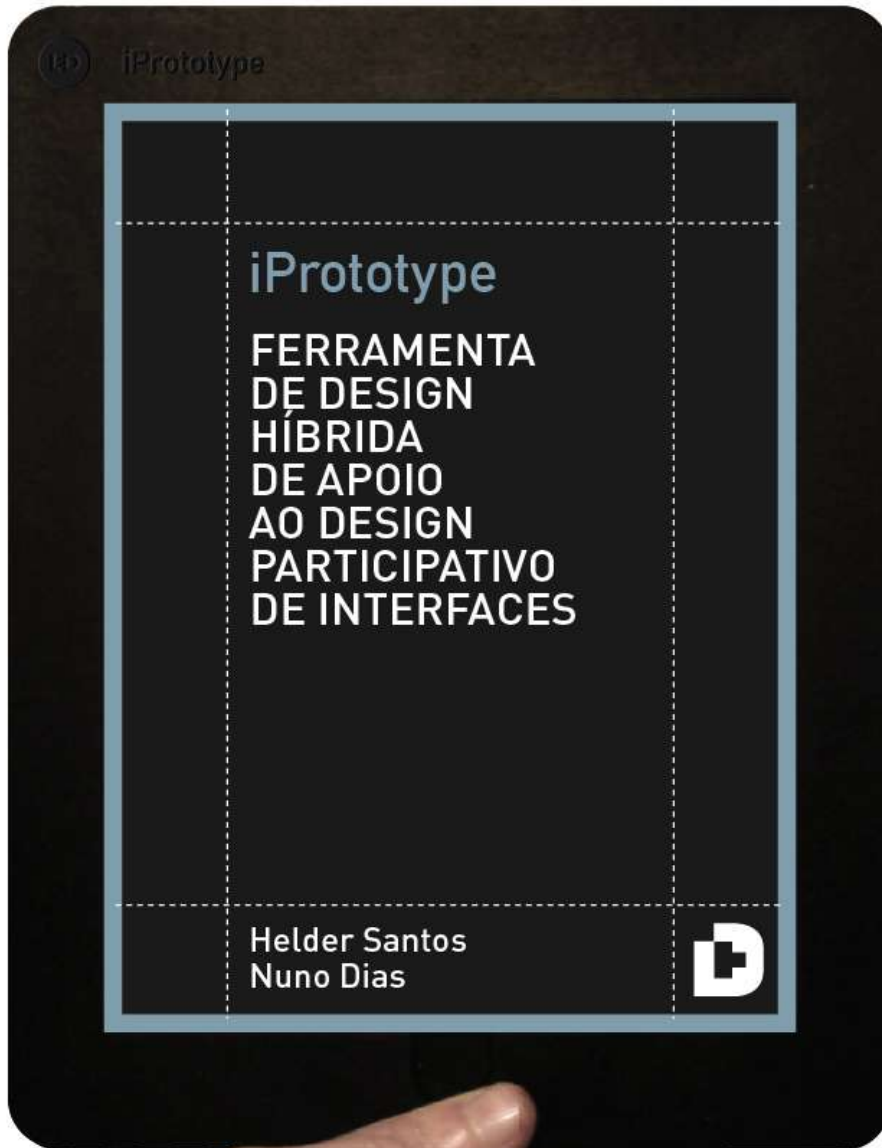 iPrototype
iPrototype
FERRAMENTA
DE DESIGN
HÍBRIDA
DE APOIO
AO DESIGN
PARTICIPATIVO
DE INTERFACES
Helder Santos
Nuno Dias